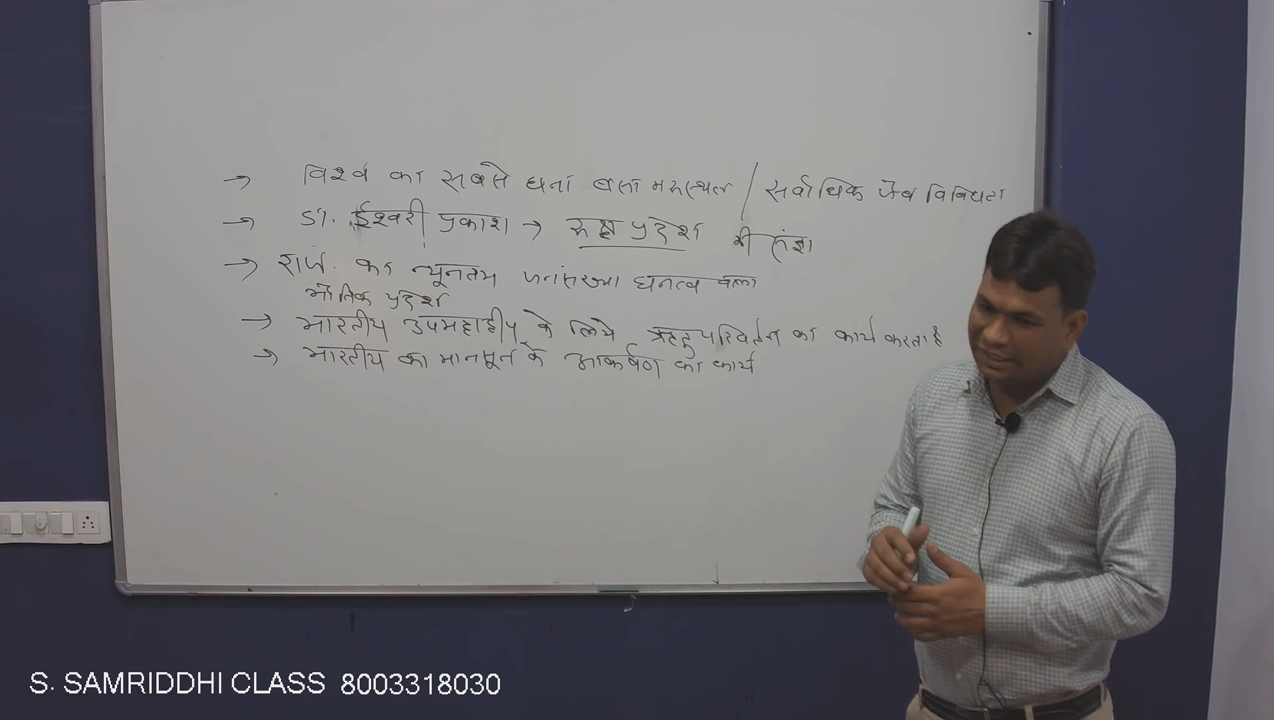 → विश्व का सबसे घना बसा मरुस्थल / सर्वाधिक जैव विविधता
→ डॉ. ईश्वरी प्रकाश → रुक्ष प्रदेश की संज्ञा
→ राज. का न्यूनतम जनसंख्या घनत्व वाला
भौतिक प्रदेश
→ भारतीय उपमहाद्वीप के लिये ऋतु परिवर्तन का कार्य करता है
→ भारतीय का मानसून के आकर्षण का कार्य
S. SAMRIDDHI CLASS 8003318030